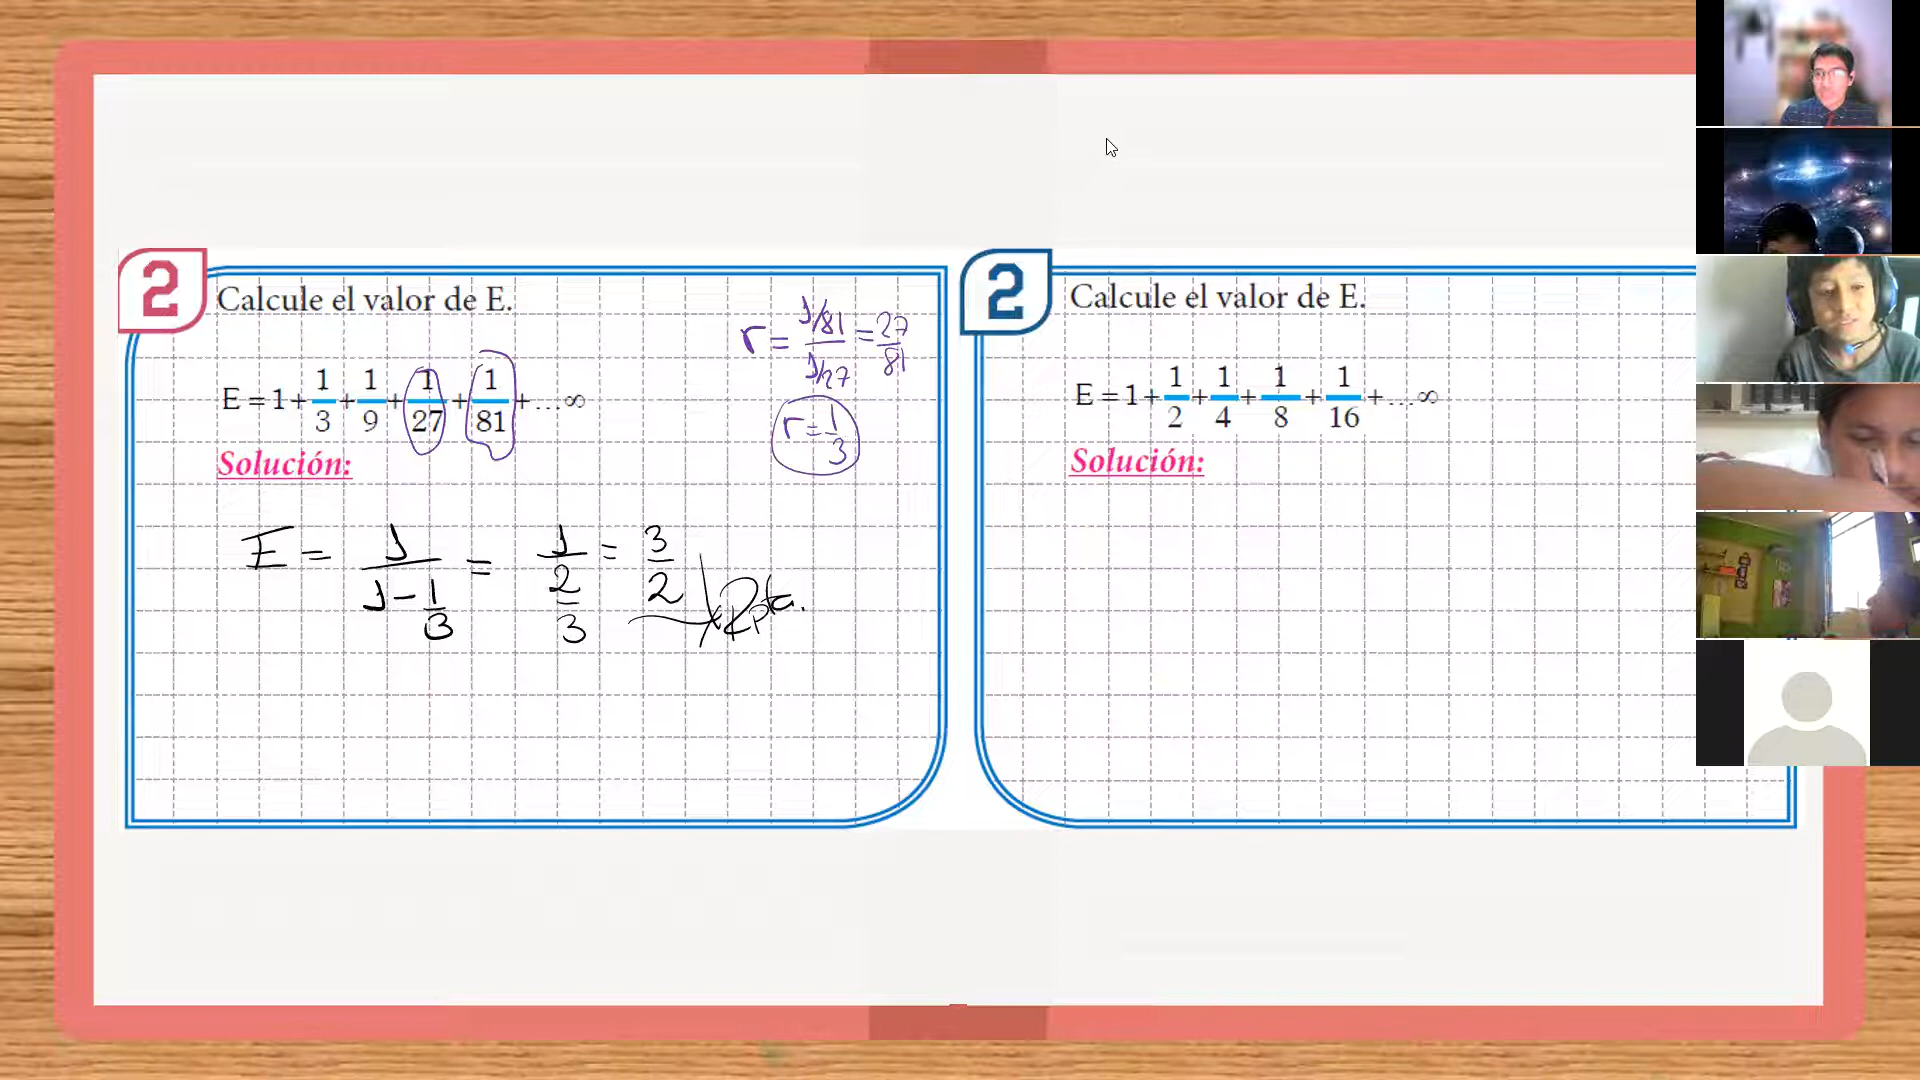 2
Calcule el valor de E.
E = 1 + 1/3 + 1/9 + 1/27 + 1/81 + ... ∞
r = (1/81)/(1/27) = 27/81
r = 1/3
Solución:
E = 1/(1 - 1/3) = 1/(2/3) = 3/2 Rpta.
2
Calcule el valor de E.
E = 1 + 1/2 + 1/4 + 1/8 + 1/16 + ... ∞
Solución: